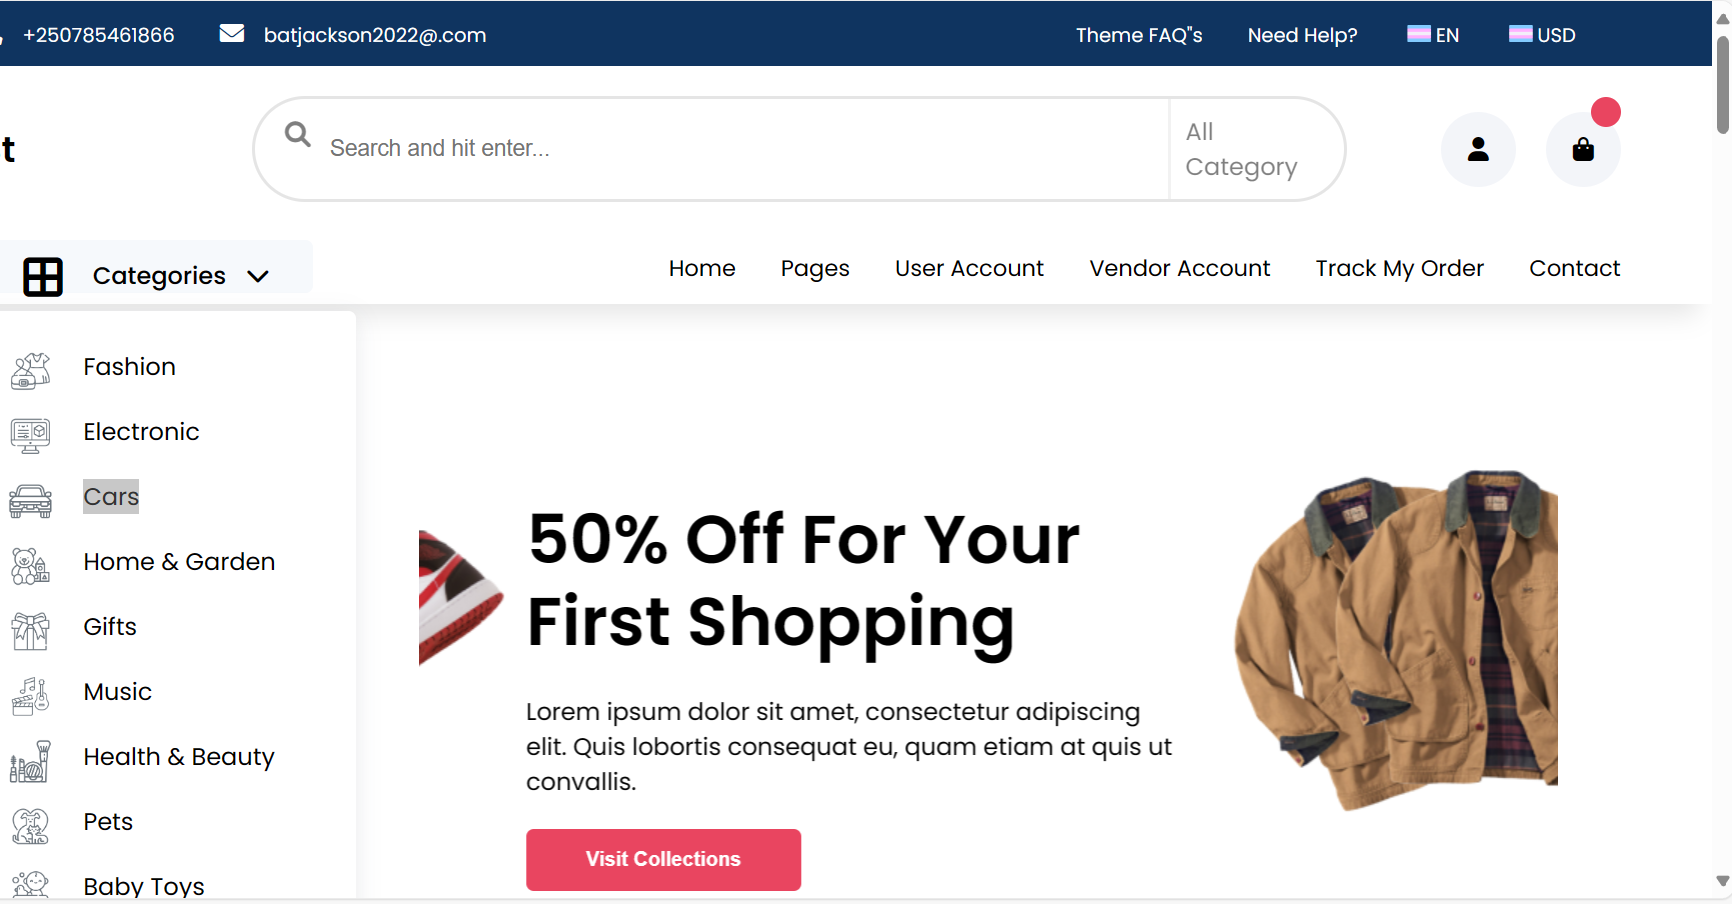 +250785461866 batjackson2022@.com Theme FAQ"s Need Help? EN USD
t
Search and hit enter...
All
Category
Categories
Home Pages User Account Vendor Account Track My Order Contact
Fashion
Electronic
Cars
Home & Garden
Gifts
Music
Health & Beauty
Pets
Baby Toys
50% Off For Your
First Shopping
Lorem ipsum dolor sit amet, consectetur adipiscing
elit. Quis lobortis consequat eu, quam etiam at quis ut
convallis.
Visit Collections